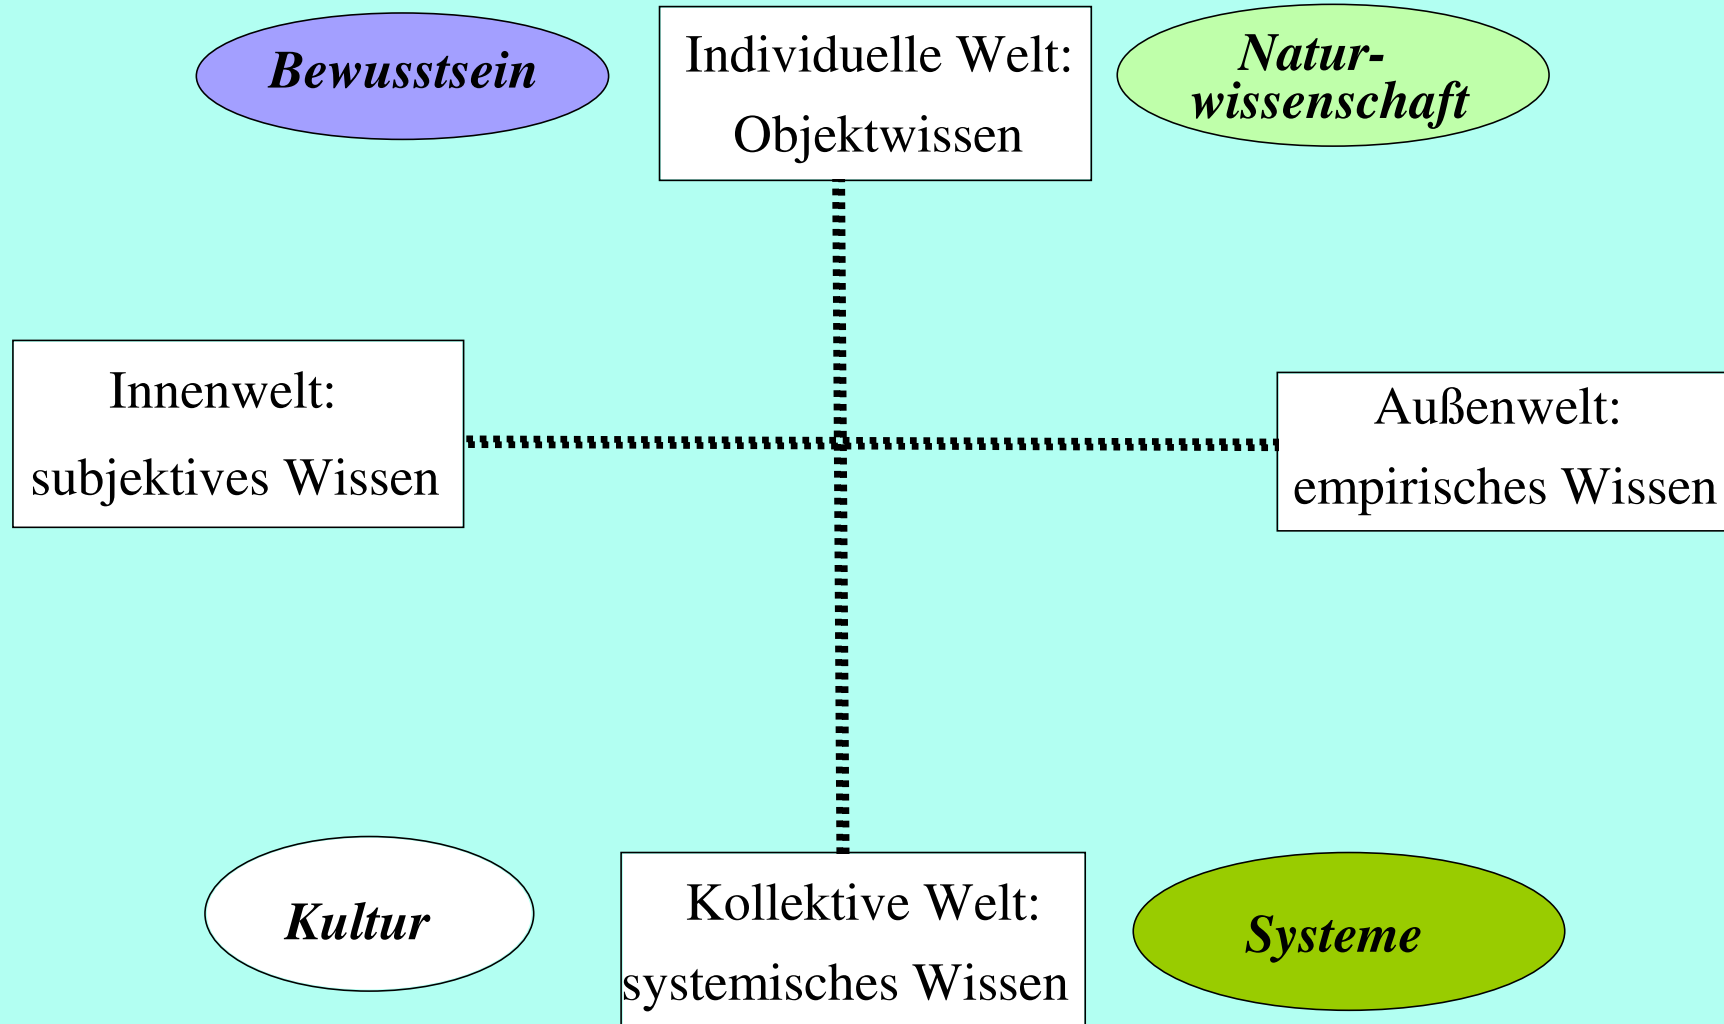 Bewusstsein
Individuelle Welt:
Objektwissen
Natur-
wissenschaft
Innenwelt:
subjektives Wissen
Außenwelt:
empirisches Wissen
Kultur
Kollektive Welt:
systemisches Wissen
Systeme